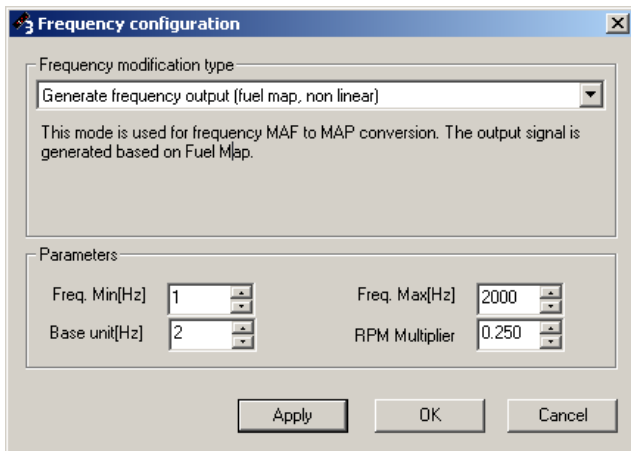 Frequency configuration
Frequency modification type
Generate frequency output (fuel map, non linear)
This mode is used for frequency MAF to MAP conversion. The output signal is
generated based on Fuel Map.
Parameters
Freq. Min[Hz] 1 Freq. Max[Hz] 2000
Base unit[Hz] 2 RPM Multiplier 0.250
Apply OK Cancel